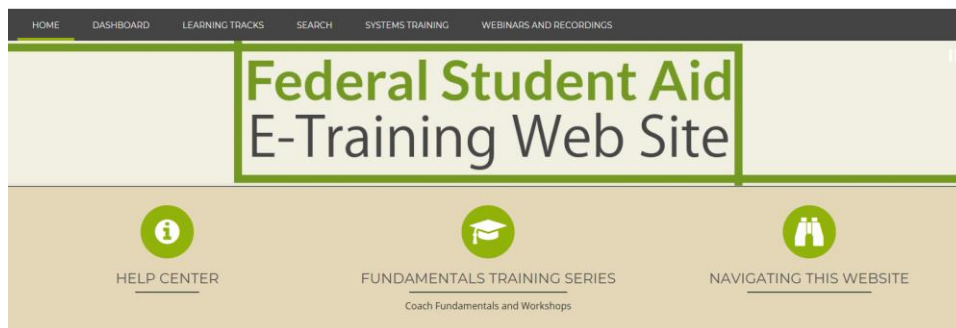 HOME DASHBOARD LEARNING TRACKS SEARCH SYSTEMS TRAINING WEBINARS AND RECORDINGS
Federal Student Aid
E-Training Web Site
HELP CENTER
FUNDAMENTALS TRAINING SERIES
Coach Fundamentals and Workshops
NAVIGATING THIS WEBSITE